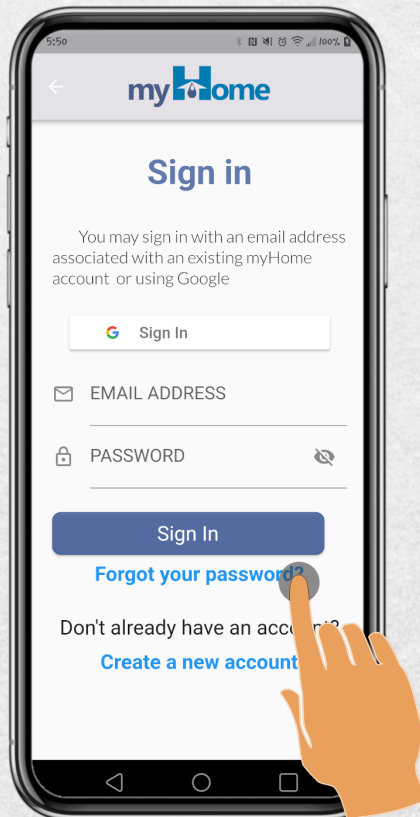 5:50 100%
myHome
Sign in
You may sign in with an email address
associated with an existing myHome
account or using Google
G Sign In
EMAIL ADDRESS
PASSWORD
Sign In
Forgot your password?
Don't already have an account?
Create a new account